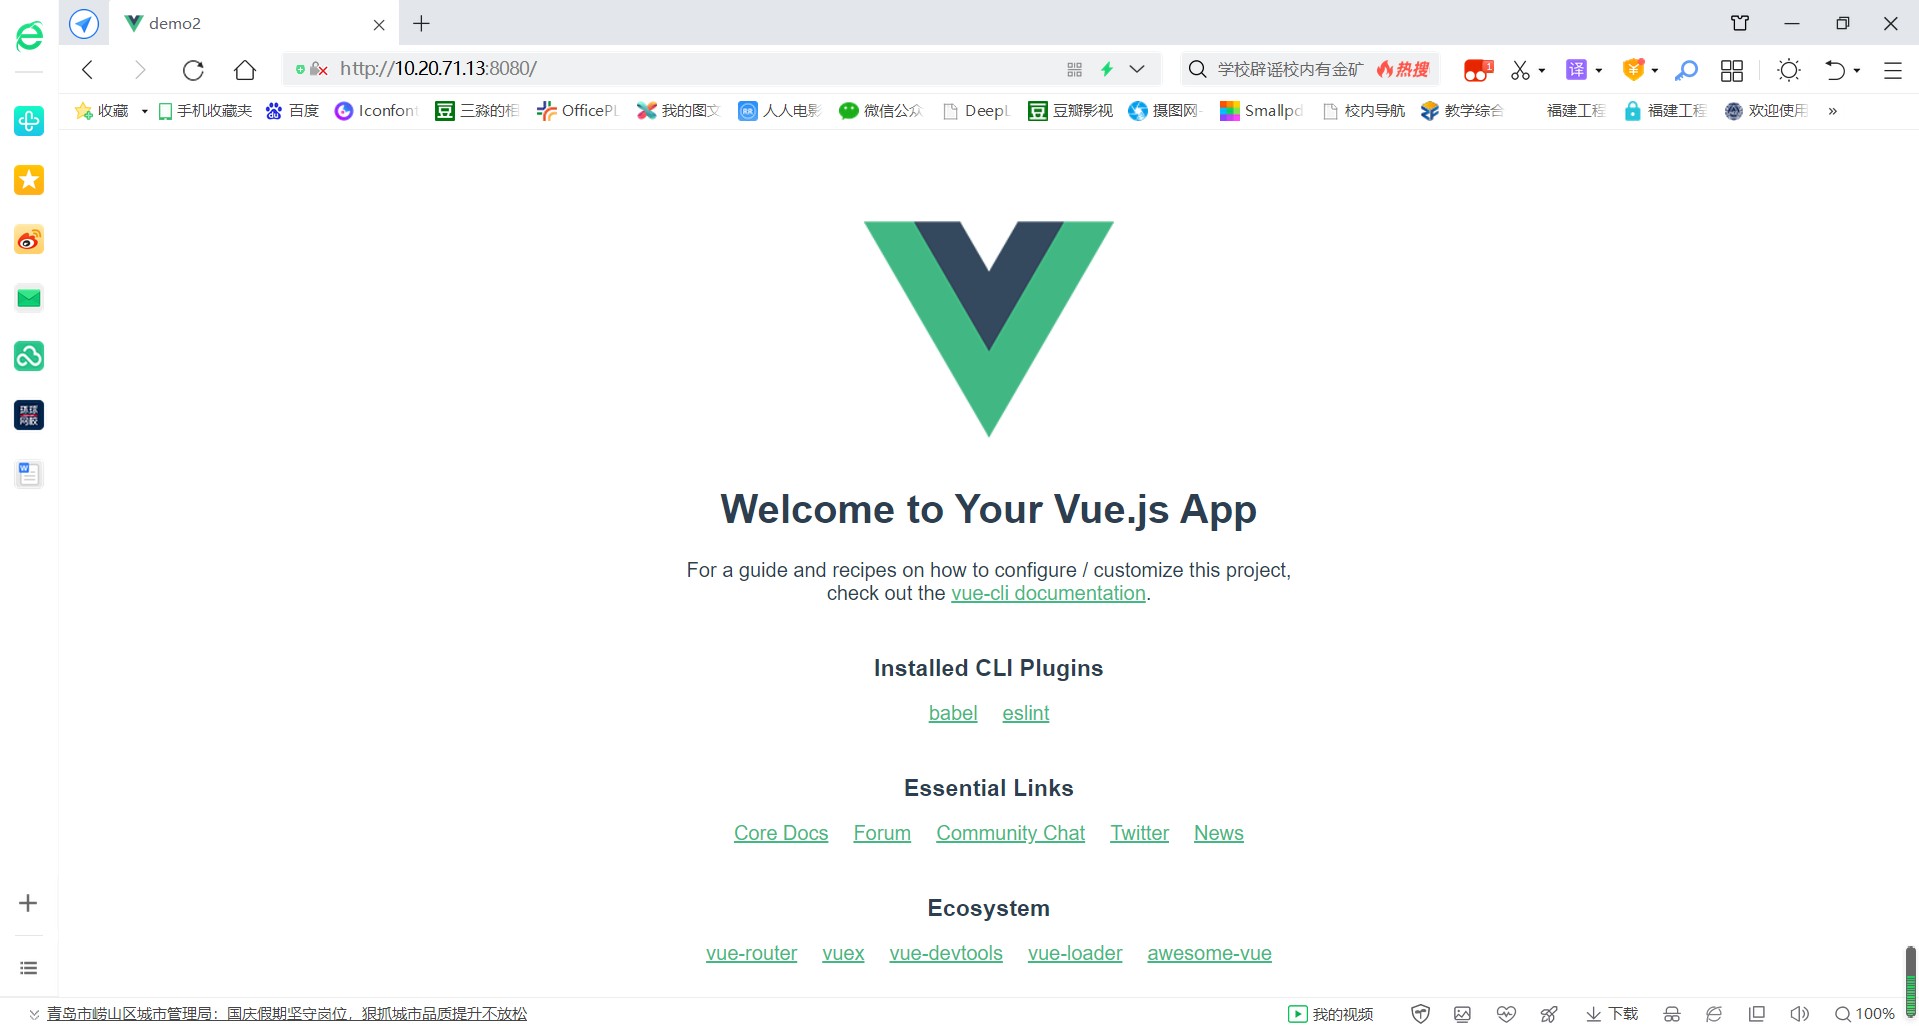 demo2
http://10.20.71.13:8080/
学校辟谣校内有金矿 热搜
1
译
收藏 手机收藏夹 百度 Iconfon 三淼的相 OfficePL 我的图文 人人电影 微信公众 DeepL 豆瓣影视 摄图网- Smallpd 校内导航 教学综合 福建工程 福建工程 欢迎使用 »
环球
网校
Welcome to Your Vue.js App
For a guide and recipes on how to configure / customize this project,
check out the vue-cli documentation.
Installed CLI Plugins
babel eslint
Essential Links
Core Docs Forum Community Chat Twitter News
Ecosystem
vue-router vuex vue-devtools vue-loader awesome-vue
青岛市崂山区城市管理局：国庆假期坚守岗位，狠抓城市品质提升不放松
我的视频 下载 100%